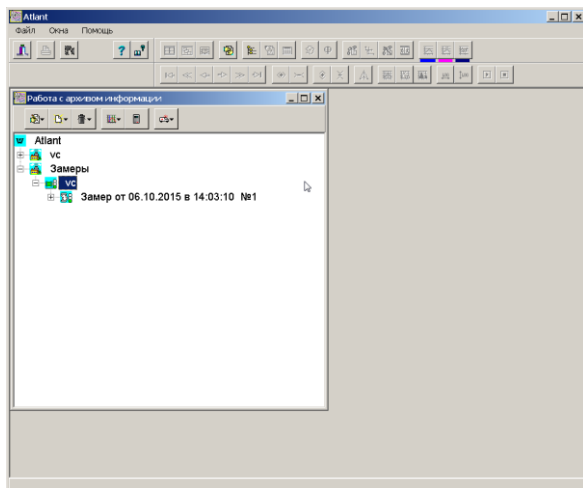 Atlant
Файл Окна Помощь
Работа с архивом информации
Atlant
vc
Замеры
vc
Замер от 06.10.2015 в 14:03:10 №1